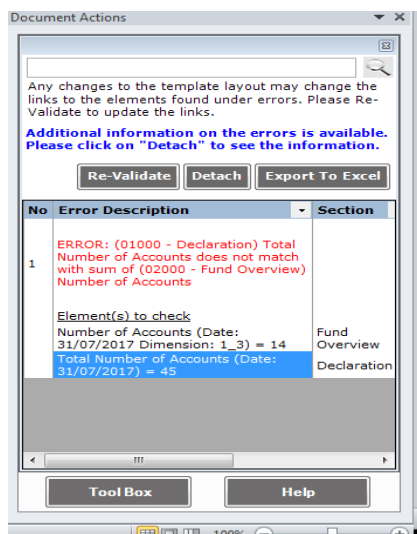 Document Actions
Any changes to the template layout may change the
links to the elements found under errors. Please Re-
Validate to update the links.
Additional information on the errors is available.
Please click on "Detach" to see the information.
Re-Validate Detach Export To Excel
No Error Description Section
ERROR: (01000 - Declaration) Total
Number of Accounts does not match
1 with sum of (02000 - Fund Overview)
Number of Accounts
Element(s) to check
Number of Accounts (Date: Fund
31/07/2017 Dimension: 1_3) = 14 Overview
Total Number of Accounts (Date: Declaration
31/07/2017) = 45
Tool Box Help
100%